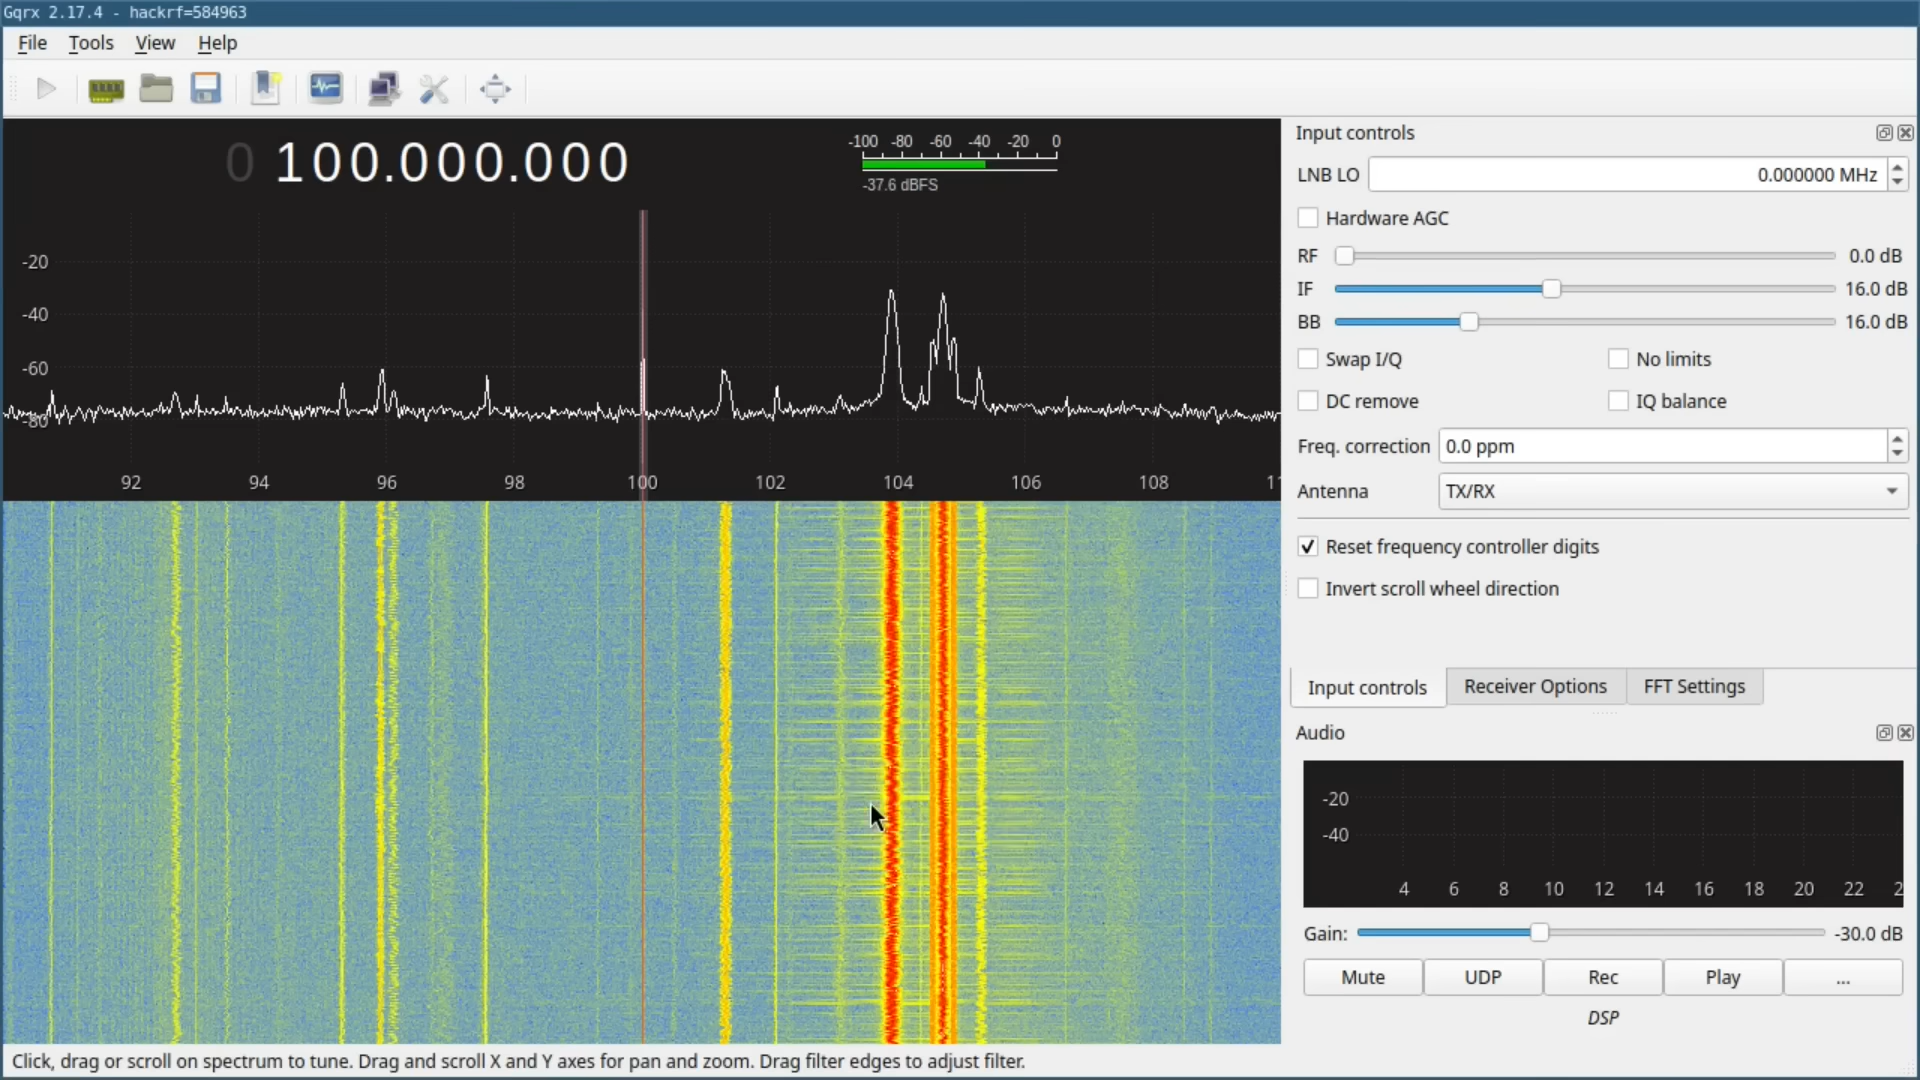 Gqrx 2.17.4 - hackrf=584963
File Tools View Help
0 100.000.000
-100 -80 -60 -40 -20 0
-37.6 dBFS
-20
-40
-60
-80
92 94 96 98 100 102 104 106 108 11
Input controls
LNB LO 0.000000 MHz
Hardware AGC
RF 0.0 dB
IF 16.0 dB
BB 16.0 dB
Swap I/Q No limits
DC remove IQ balance
Freq. correction 0.0 ppm
Antenna TX/RX
Reset frequency controller digits
Invert scroll wheel direction
Input controls Receiver Options FFT Settings
Audio
-20
-40
4 6 8 10 12 14 16 18 20 22 2
Gain: -30.0 dB
Mute UDP Rec Play ...
DSP
Click, drag or scroll on spectrum to tune. Drag and scroll X and Y axes for pan and zoom. Drag filter edges to adjust filter.